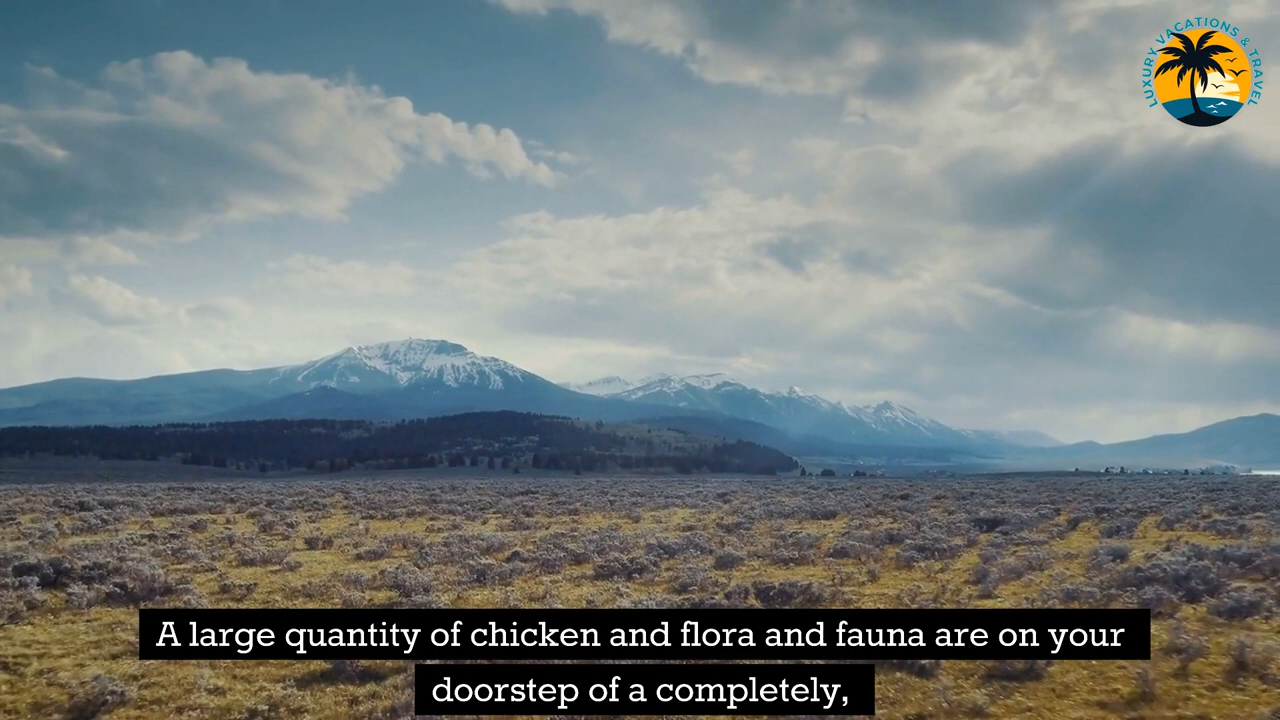 LUXURY VACATIONS & TRAVEL
A large quantity of chicken and flora and fauna are on your
doorstep of a completely,